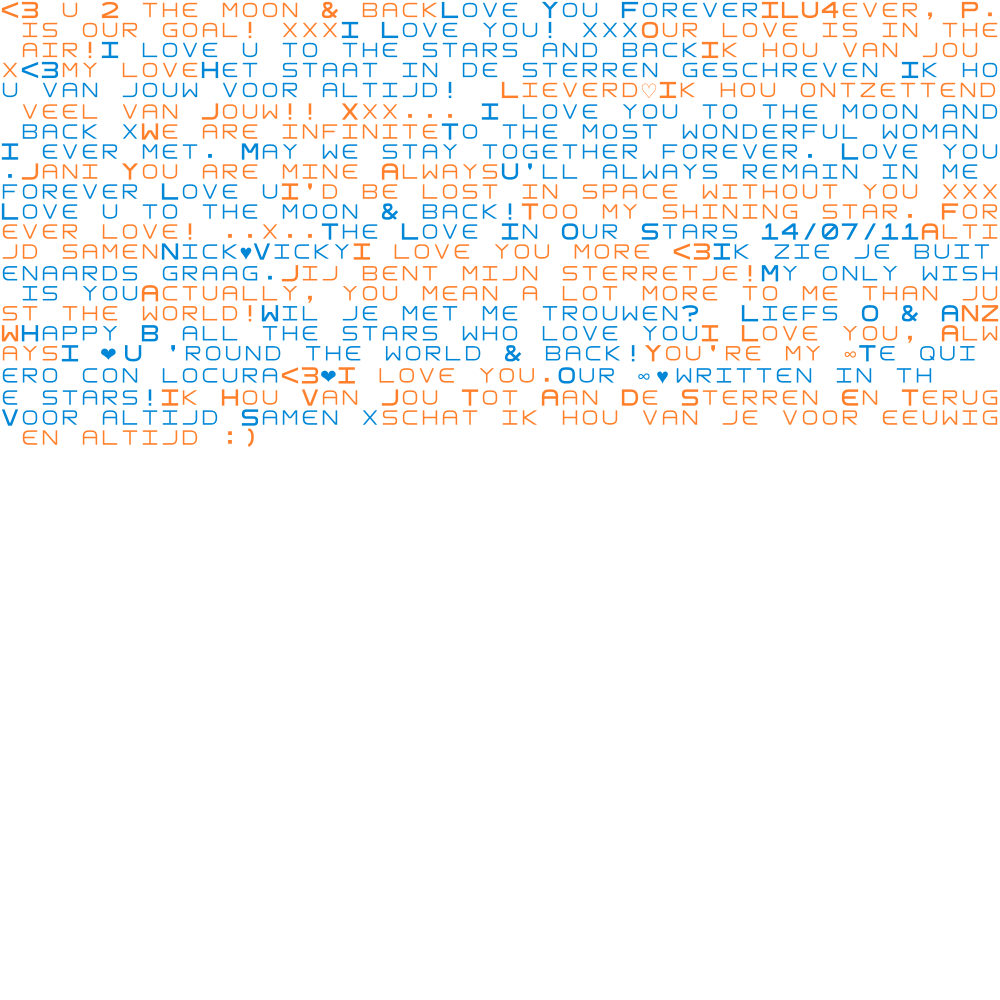 <3 U 2 THE MOON & BACKLOVE YOU FOREVERILU4EVER, P.
IS OUR GOAL! XXXI LOVE YOU! XXXOUR LOVE IS IN THE
AIR!I LOVE U TO THE STARS AND BACKIK HOU VAN JOU
X<3MY LOVEHET STAAT IN DE STERREN GESCHREVEN IK HO
U VAN JOUW VOOR ALTIJD!  LIEVERD♡IK HOU ONTZETTEND
VEEL VAN JOUW!! XXX... I LOVE YOU TO THE MOON AND
BACK XWE ARE INFINITETO THE MOST WONDERFUL WOMAN
I EVER MET. MAY WE STAY TOGETHER FOREVER. LOVE YOU
.JANI YOU ARE MINE ALWAYSU'LL ALWAYS REMAIN IN ME
FOREVER LOVE UI'D BE LOST IN SPACE WITHOUT YOU XXX
LOVE U TO THE MOON & BACK!TOO MY SHINING STAR. FOR
EVER LOVE! ..X..THE LOVE IN OUR STARS 14/07/11ALTI
JD SAMENNICK♥VICKYI LOVE YOU MORE <3IK ZIE JE BUIT
ENAARDS GRAAG.JIJ BENT MIJN STERRETJE!MY ONLY WISH
IS YOUACTUALLY, YOU MEAN A LOT MORE TO ME THAN JU
ST THE WORLD!WIL JE MET ME TROUWEN?  LIEFS O & ANZ
WHAPPY B ALL THE STARS WHO LOVE YOUI LOVE YOU, ALW
AYSI ❤U 'ROUND THE WORLD & BACK!YOU'RE MY ∞TE QUI
ERO CON LOCURA<3❤I LOVE YOU.OUR ∞♥WRITTEN IN TH
E STARS!IK HOU VAN JOU TOT AAN DE STERREN EN TERUG
VOOR ALTIJD SAMEN XSCHAT IK HOU VAN JE VOOR EEUWIG
EN ALTIJD :)